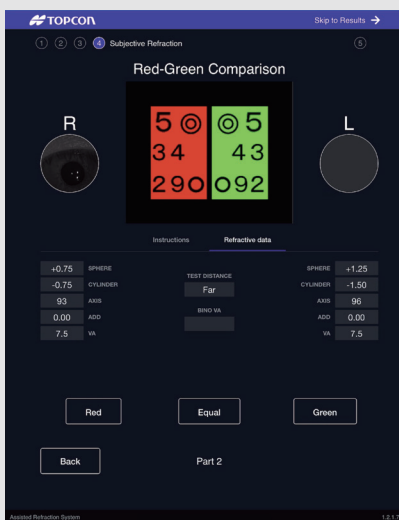 TOPCON
Skip to Results →
1 2 3 4 Subjective Refraction 5
Red-Green Comparison
R
L
5 ◎ ◎ 5
34 43
290 092
Instructions Refractive data
+0.75 SPHERE
-0.75 CYLINDER
93 AXIS
0.00 ADD
7.5 VA
TEST DISTANCE
Far
BINO VA
SPHERE +1.25
CYLINDER -1.50
AXIS 96
ADD 0.00
VA 7.5
Red Equal Green
Back Part 2
Assisted Refraction System 1.2.1.7